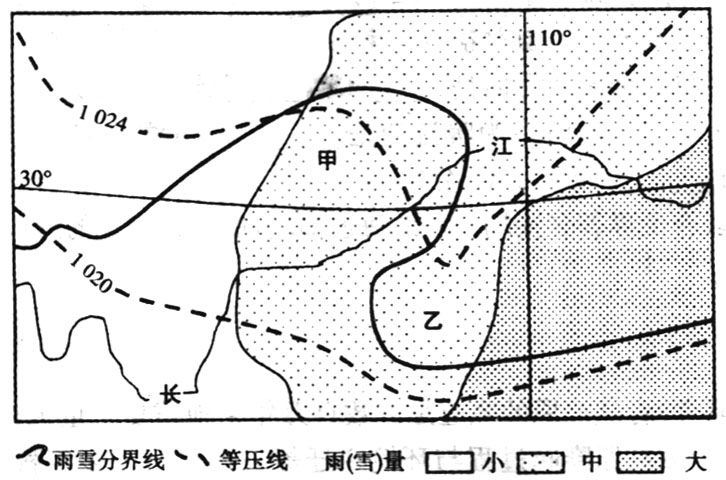 110°
1 024
江
甲
30°
1 020
乙
长
雨雪分界线 等压线 雨(雪)量 小 中 大